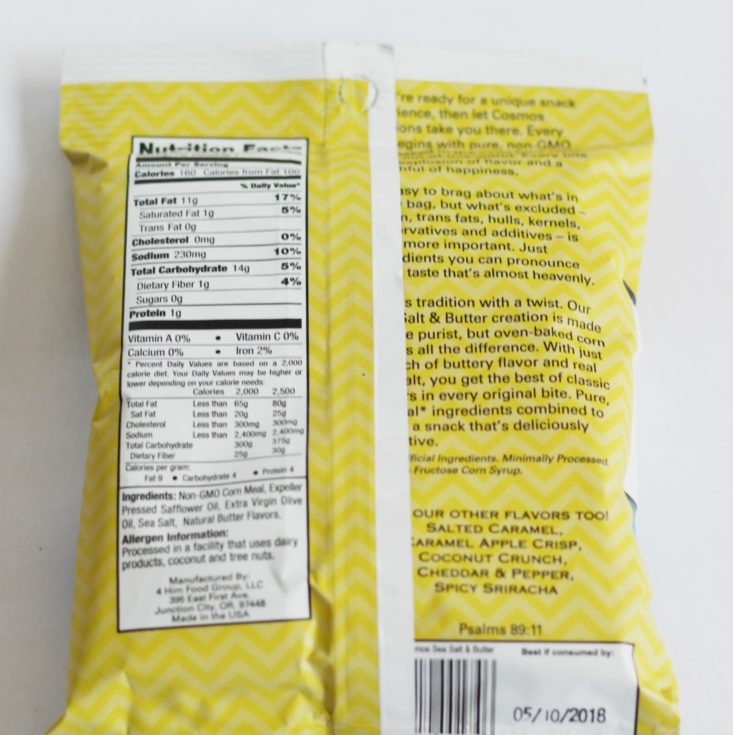 Nutrition Facts
Amount Per Serving
Calories 160 Calories from Fat 100
% Daily Value*
Total Fat 11g 17%
Saturated Fat 1g 5%
Trans Fat 0g
Cholesterol 0mg 0%
Sodium 230mg 10%
Total Carbohydrate 14g 5%
Dietary Fiber 1g 4%
Sugars 0g
Protein 1g
Vitamin A 0% • Vitamin C 0%
Calcium 0% • Iron 2%
* Percent Daily Values are based on a 2,000
calorie diet. Your Daily Values may be higher or
lower depending on your calorie needs:
Calories 2,000 2,500
Total Fat Less than 65g 80g
Sat Fat Less than 20g 25g
Cholesterol Less than 300mg 300mg
Sodium Less than 2,400mg 2,400mg
Total Carbohydrate 300g 375g
Dietary Fiber 25g 30g
Calories per gram:
Fat 9 • Carbohydrate 4 • Protein 4
Ingredients: Non-GMO Corn Meal, Expeller
Pressed Safflower Oil, Extra Virgin Olive
Oil, Sea Salt, Natural Butter Flavors.
Allergen Information:
Processed in a facility that uses dairy
products, coconut and tree nuts.
Manufactured By:
4 Him Food Group, LLC
395 East First Ave.
Junction City, OR, 97448
Made in the USA
're ready for a unique snack
ience, then let Cosmos
ions take you there. Every
egins with pure, non-GMO
explosion of flavor and a
hful of happiness.
asy to brag about what's in
bag, but what's excluded –
n, trans fats, hulls, kernels,
rvatives and additives – is
more important. Just
dients you can pronounce
taste that's almost heavenly.
s tradition with a twist. Our
Salt & Butter creation is made
e purist, but oven-baked corn
s all the difference. With just
ch of buttery flavor and real
alt, you get the best of classic
rs in every original bite. Pure,
al* ingredients combined to
a snack that's deliciously
tive.
ificial Ingredients. Minimally Processed.
Fructose Corn Syrup.
OUR OTHER FLAVORS TOO!
SALTED CARAMEL,
CARAMEL APPLE CRISP,
COCONUT CRUNCH,
CHEDDAR & PEPPER,
SPICY SRIRACHA
Psalms 89:11
mos Sea Salt & Butter
Best if consumed by:
05/10/2018